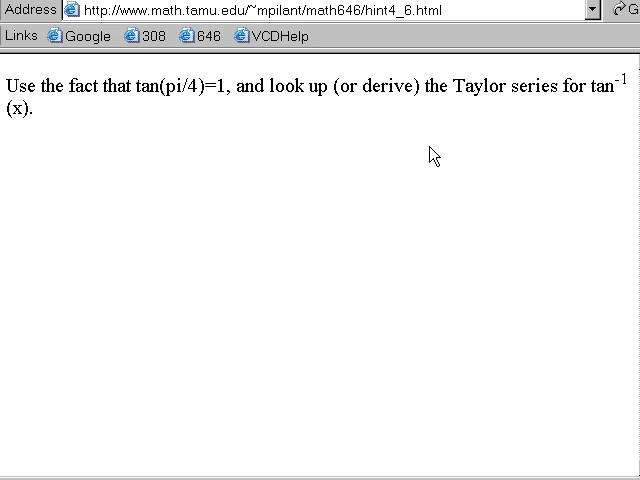 Address http://www.math.tamu.edu/~mpilant/math646/hint4_6.html G
Links Google 308 646 VCDHelp
Use the fact that tan(pi/4)=1, and look up (or derive) the Taylor series for tan-1
(x).